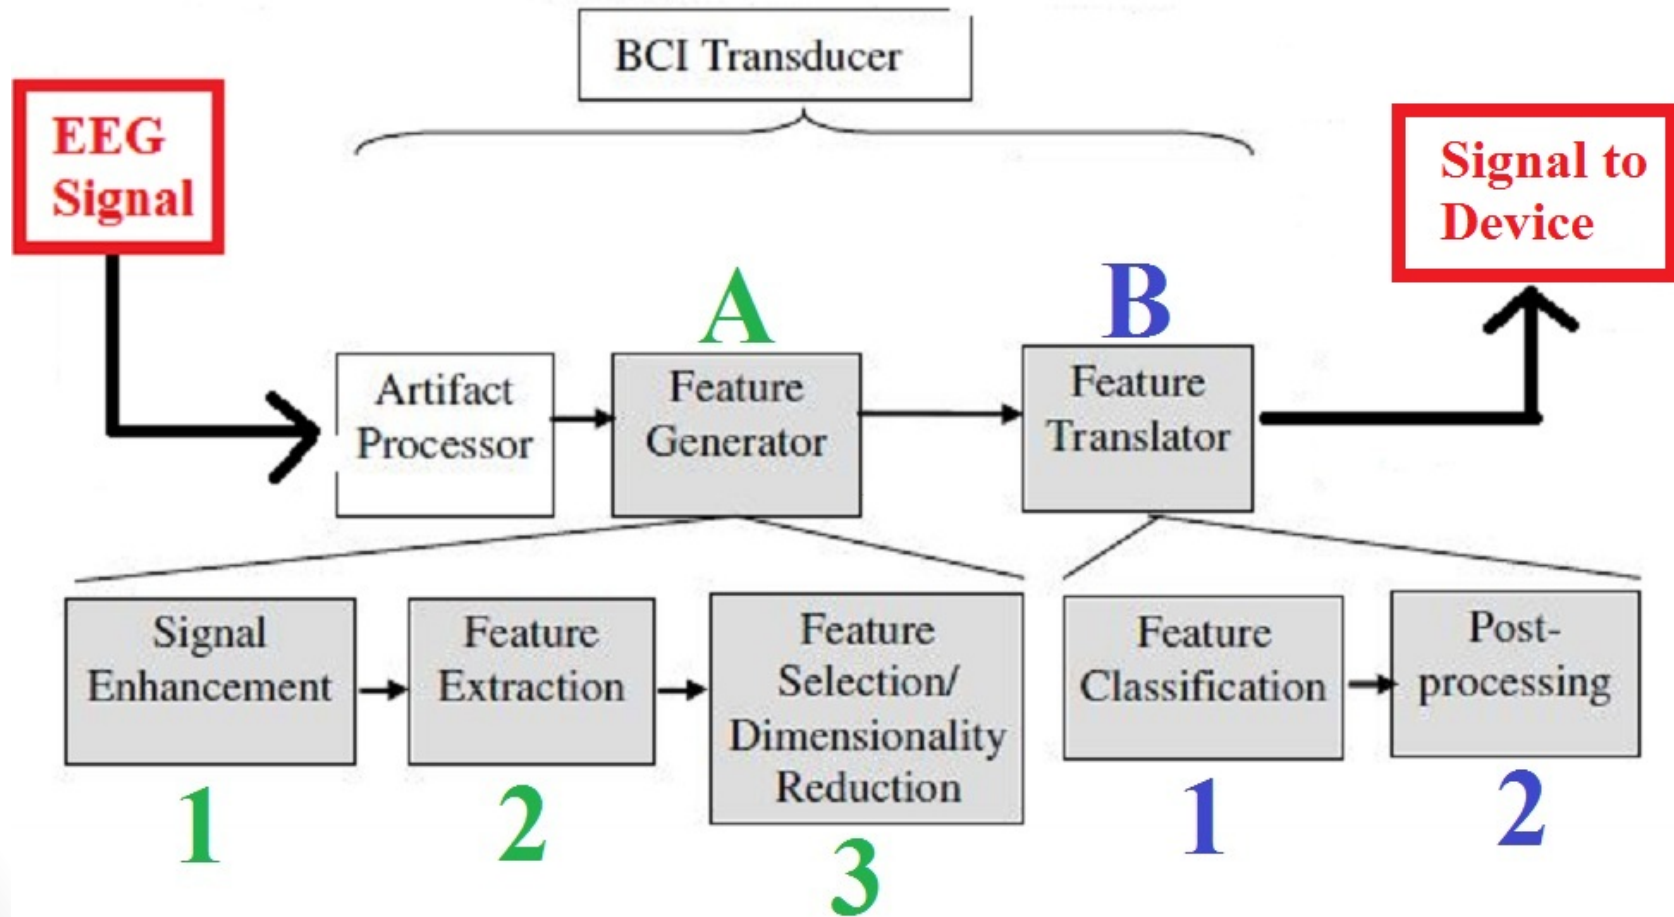 BCI Transducer
EEG
Signal
Signal to
Device
A
B
Artifact
Processor
Feature
Generator
Feature
Translator
Signal
Enhancement
Feature
Extraction
Feature
Selection/
Dimensionality
Reduction
Feature
Classification
Post-
processing
1
2
3
1
2